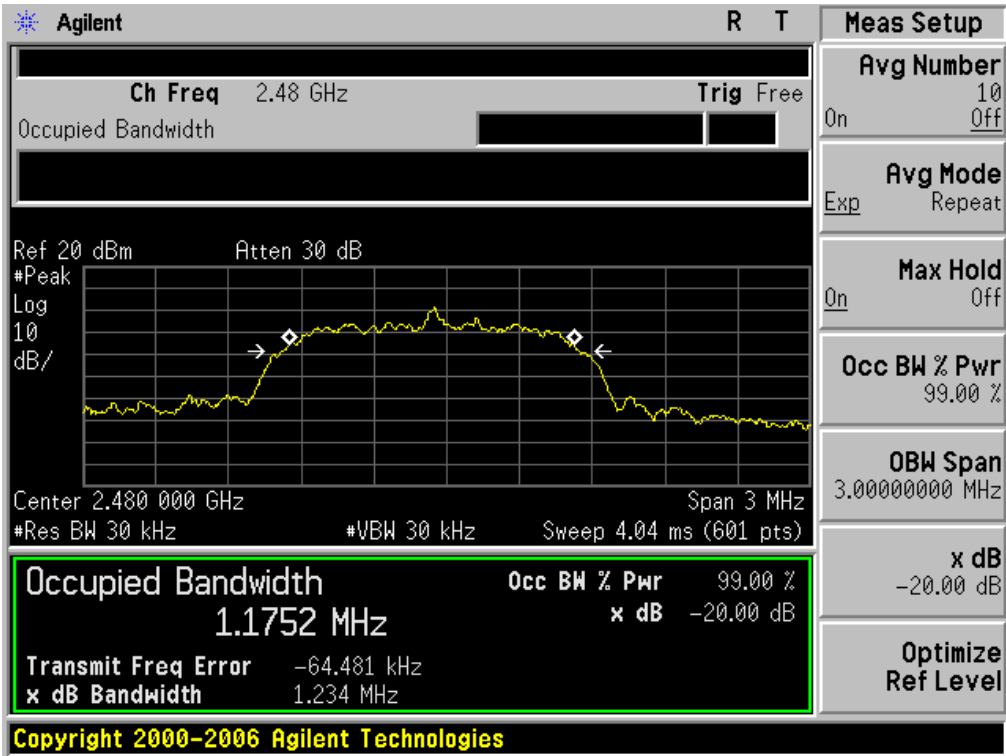 Agilent R T
Ch Freq 2.48 GHz Trig Free
Occupied Bandwidth
Ref 20 dBm Atten 30 dB
#Peak
Log
10
dB/
Center 2.480 000 GHz Span 3 MHz
#Res BW 30 kHz #VBW 30 kHz Sweep 4.04 ms (601 pts)
Occupied Bandwidth Occ BW % Pwr 99.00 %
1.1752 MHz x dB -20.00 dB
Transmit Freq Error -64.481 kHz
x dB Bandwidth 1.234 MHz
Copyright 2000-2006 Agilent Technologies
Meas Setup
Avg Number
10
On Off
Avg Mode
Exp Repeat
Max Hold
On Off
Occ BW % Pwr
99.00 %
OBW Span
3.00000000 MHz
x dB
-20.00 dB
Optimize
Ref Level